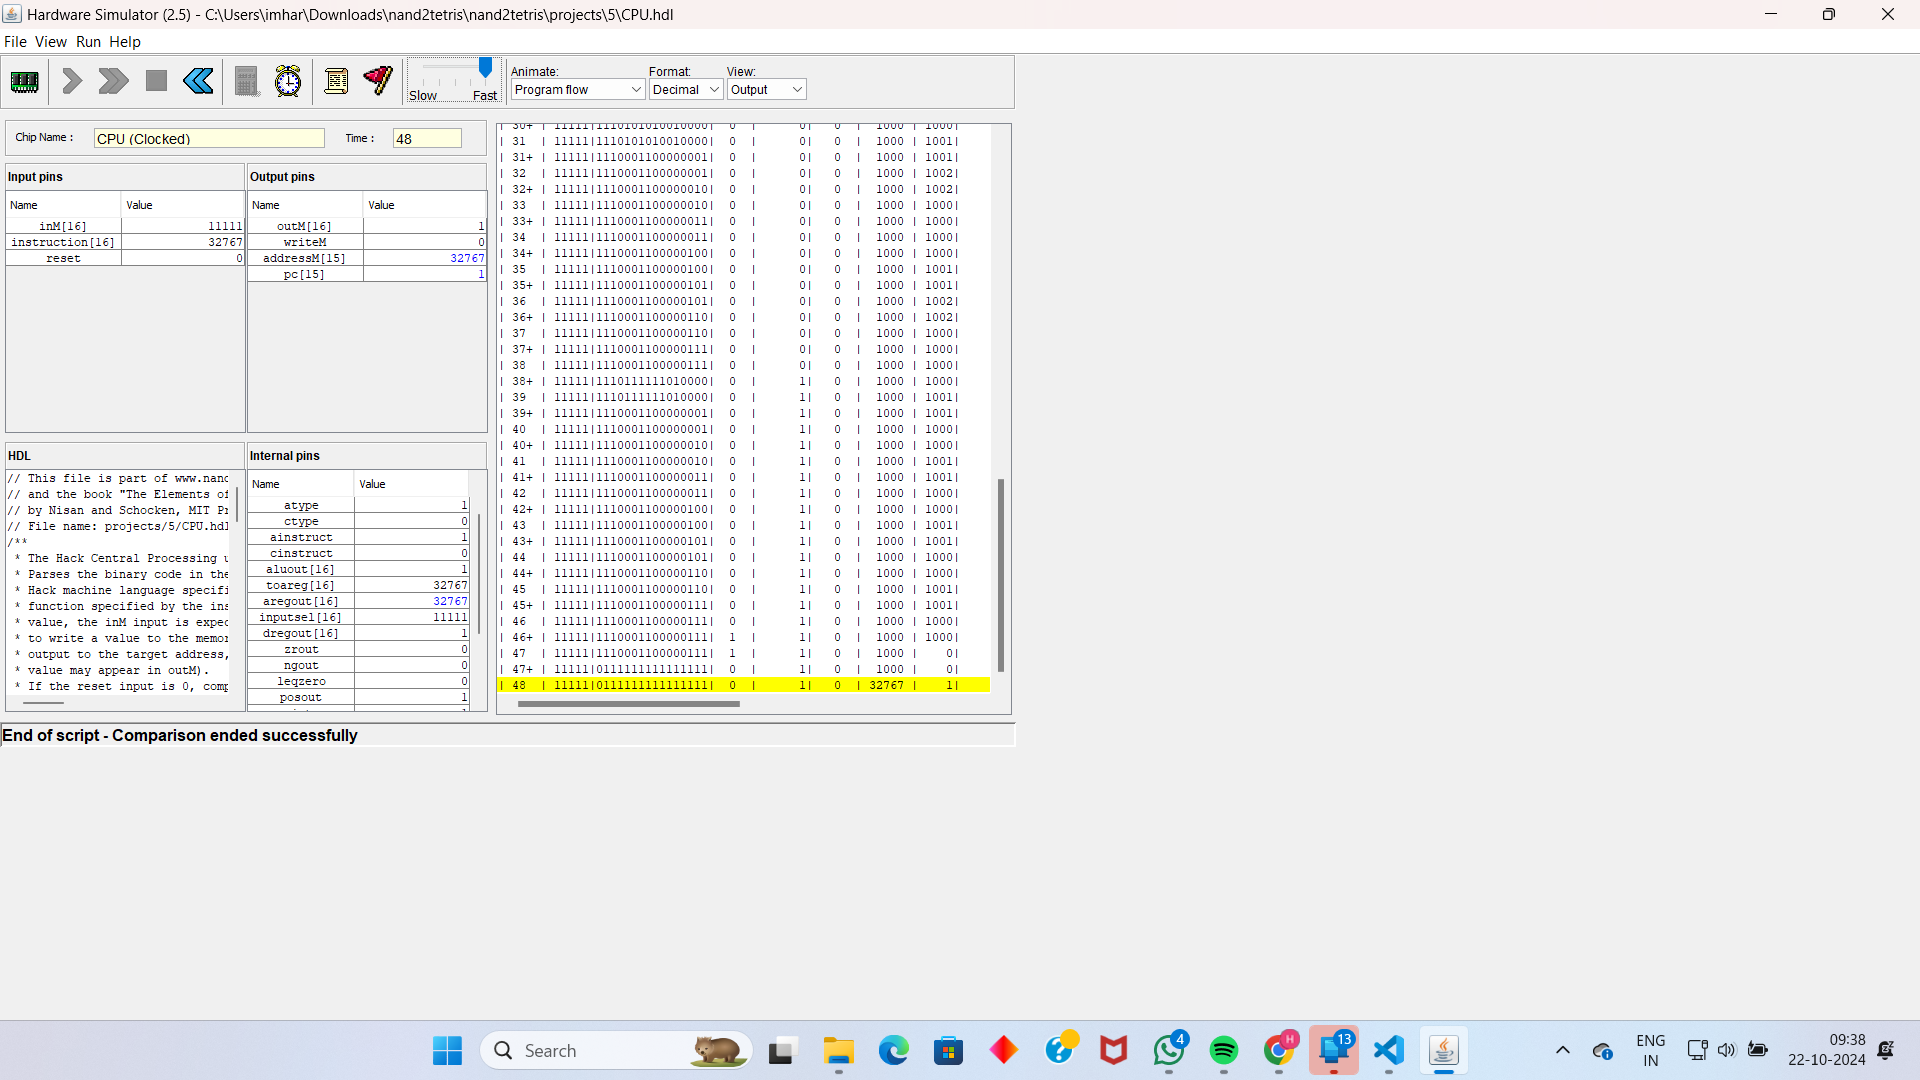 Hardware Simulator (2.5) - C:\Users\imhar\Downloads\nand2tetris\nand2tetris\projects\5\CPU.hdl
File View Run Help
Animate: Format: View:
Slow Fast Program flow Decimal Output
Chip Name : CPU (Clocked) Time : 48
Input pins
Name Value
inM[16] 11111
instruction[16] 32767
reset 0
Output pins
Name Value
outM[16] 1
writeM 0
addressM[15] 32767
pc[15] 1
HDL
// This file is part of www.nand
// and the book "The Elements of
// by Nisan and Schocken, MIT Pr
// File name: projects/5/CPU.hdl
/**
* The Hack Central Processing u
* Parses the binary code in the
* Hack machine language specifi
* function specified by the ins
* value, the inM input is expec
* to write a value to the memor
* output to the target address,
* value may appear in outM).
* If the reset input is 0, comp
Internal pins
Name Value
atype 1
ctype 0
ainstruct 1
cinstruct 0
aluout[16] 1
toareg[16] 32767
aregout[16] 32767
inputsel[16] 11111
dregout[16] 1
zrout 0
ngout 0
leqzero 0
posout 1
| 30+ | 11111|1110101010010000| 0 | 0| 0 | 1000 | 1000|
| 31 | 11111|1110101010010000| 0 | 0| 0 | 1000 | 1001|
| 31+ | 11111|1110001100000001| 0 | 0| 0 | 1000 | 1001|
| 32 | 11111|1110001100000001| 0 | 0| 0 | 1000 | 1002|
| 32+ | 11111|1110001100000010| 0 | 0| 0 | 1000 | 1002|
| 33 | 11111|1110001100000010| 0 | 0| 0 | 1000 | 1000|
| 33+ | 11111|1110001100000011| 0 | 0| 0 | 1000 | 1000|
| 34 | 11111|1110001100000011| 0 | 0| 0 | 1000 | 1000|
| 34+ | 11111|1110001100000100| 0 | 0| 0 | 1000 | 1000|
| 35 | 11111|1110001100000100| 0 | 0| 0 | 1000 | 1001|
| 35+ | 11111|1110001100000101| 0 | 0| 0 | 1000 | 1001|
| 36 | 11111|1110001100000101| 0 | 0| 0 | 1000 | 1002|
| 36+ | 11111|1110001100000110| 0 | 0| 0 | 1000 | 1002|
| 37 | 11111|1110001100000110| 0 | 0| 0 | 1000 | 1000|
| 37+ | 11111|1110001100000111| 0 | 0| 0 | 1000 | 1000|
| 38 | 11111|1110001100000111| 0 | 0| 0 | 1000 | 1000|
| 38+ | 11111|1110111111010000| 0 | 1| 0 | 1000 | 1000|
| 39 | 11111|1110111111010000| 0 | 1| 0 | 1000 | 1001|
| 39+ | 11111|1110001100000001| 0 | 1| 0 | 1000 | 1001|
| 40 | 11111|1110001100000001| 0 | 1| 0 | 1000 | 1000|
| 40+ | 11111|1110001100000010| 0 | 1| 0 | 1000 | 1000|
| 41 | 11111|1110001100000010| 0 | 1| 0 | 1000 | 1001|
| 41+ | 11111|1110001100000011| 0 | 1| 0 | 1000 | 1001|
| 42 | 11111|1110001100000011| 0 | 1| 0 | 1000 | 1000|
| 42+ | 11111|1110001100000100| 0 | 1| 0 | 1000 | 1000|
| 43 | 11111|1110001100000100| 0 | 1| 0 | 1000 | 1001|
| 43+ | 11111|1110001100000101| 0 | 1| 0 | 1000 | 1001|
| 44 | 11111|1110001100000101| 0 | 1| 0 | 1000 | 1000|
| 44+ | 11111|1110001100000110| 0 | 1| 0 | 1000 | 1000|
| 45 | 11111|1110001100000110| 0 | 1| 0 | 1000 | 1001|
| 45+ | 11111|1110001100000111| 0 | 1| 0 | 1000 | 1001|
| 46 | 11111|1110001100000111| 0 | 1| 0 | 1000 | 1000|
| 46+ | 11111|1110001100000111| 1 | 1| 0 | 1000 | 1000|
| 47 | 11111|1110001100000111| 1 | 1| 0 | 1000 | 0|
| 47+ | 11111|0111111111111111| 0 | 1| 0 | 1000 | 0|
| 48 | 11111|0111111111111111| 0 | 1| 0 | 32767 | 1|
End of script - Comparison ended successfully
Search
4
H
13
ENG
IN
09:38
22-10-2024